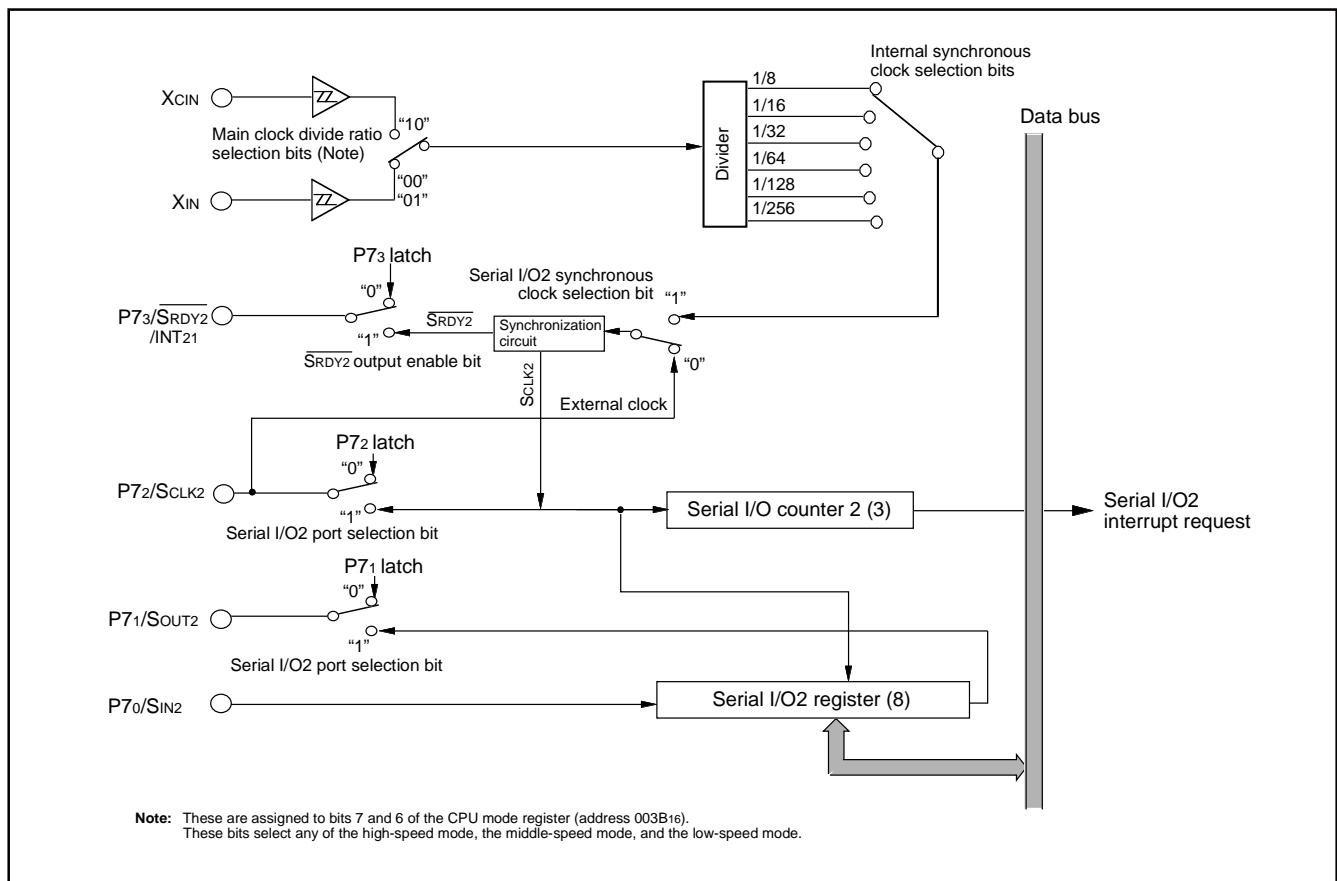 Internal synchronous
clock selection bits
XCIN
"10"
Main clock divide ratio
selection bits (Note)
"00"
"01"
XIN
Divider
1/8
1/16
1/32
1/64
1/128
1/256
Data bus
P73 latch
"0"
P73/SRDY2
/INT21
"1"
SRDY2 output enable bit
SRDY2
Synchronization
circuit
Serial I/O2 synchronous
clock selection bit
"1"
"0"
SCLK2
External clock
P72 latch
"0"
P72/SCLK2
"1"
Serial I/O2 port selection bit
Serial I/O counter 2 (3)
Serial I/O2
interrupt request
P71 latch
"0"
P71/SOUT2
"1"
Serial I/O2 port selection bit
P70/SIN2
Serial I/O2 register (8)
Note: These are assigned to bits 7 and 6 of the CPU mode register (address 003B16).
These bits select any of the high-speed mode, the middle-speed mode, and the low-speed mode.